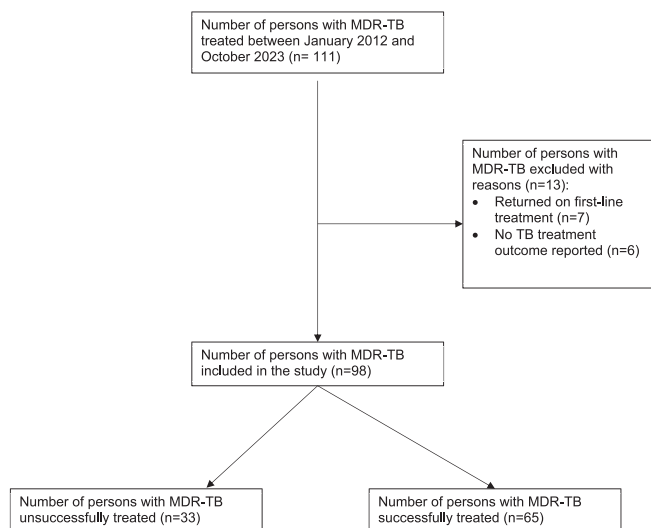 Number of persons with MDR-TB
treated between January 2012 and
October 2023 (n= 111)
Number of persons with
MDR-TB excluded with
reasons (n=13):
• Returned on first-line
treatment (n=7)
• No TB treatment
outcome reported (n=6)
Number of persons with MDR-TB
included in the study (n=98)
Number of persons with MDR-TB
unsuccessfully treated (n=33)
Number of persons with MDR-TB
successfully treated (n=65)